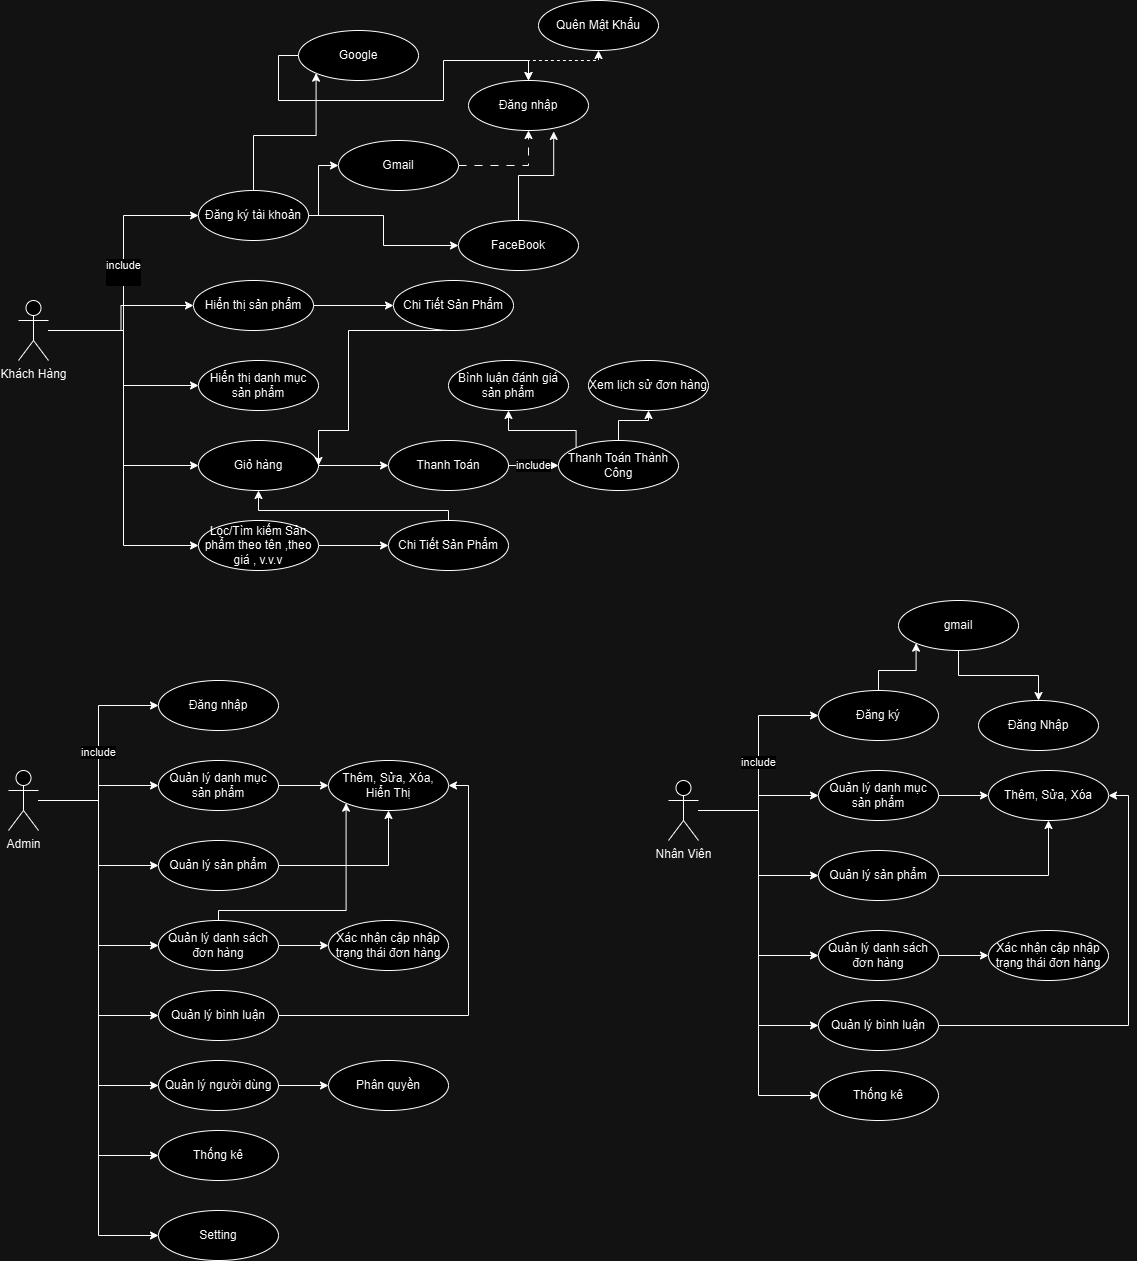 Quên Mật Khẩu
Google
Đăng nhập
Gmail
Đăng ký tài khoản
FaceBook
include
Hiển thị sản phẩm
Chi Tiết Sản Phẩm
Khách Hàng
Hiển thị danh mục
sản phẩm
Bình luận đánh giá
sản phẩm
Xem lịch sử đơn hàng
Giỏ hàng
Thanh Toán
include
Thanh Toán Thành
Công
Lọc/Tìm kiếm Sản
phẩm theo tên ,theo
giá , v.v.v
Chi Tiết Sản Phẩm
Đăng nhập
include
Quản lý danh mục
sản phẩm
Thêm, Sửa, Xóa,
Hiển Thị
Admin
Quản lý sản phẩm
Quản lý danh sách
đơn hàng
Xác nhận cập nhập
trạng thái đơn hàng
Quản lý bình luận
Quản lý người dùng
Phân quyền
Thống kê
Setting
gmail
Đăng ký
Đăng Nhập
include
Quản lý danh mục
sản phẩm
Thêm, Sửa, Xóa
Nhân Viên
Quản lý sản phẩm
Quản lý danh sách
đơn hàng
Xác nhận cập nhập
trạng thái đơn hàng
Quản lý bình luận
Thống kê